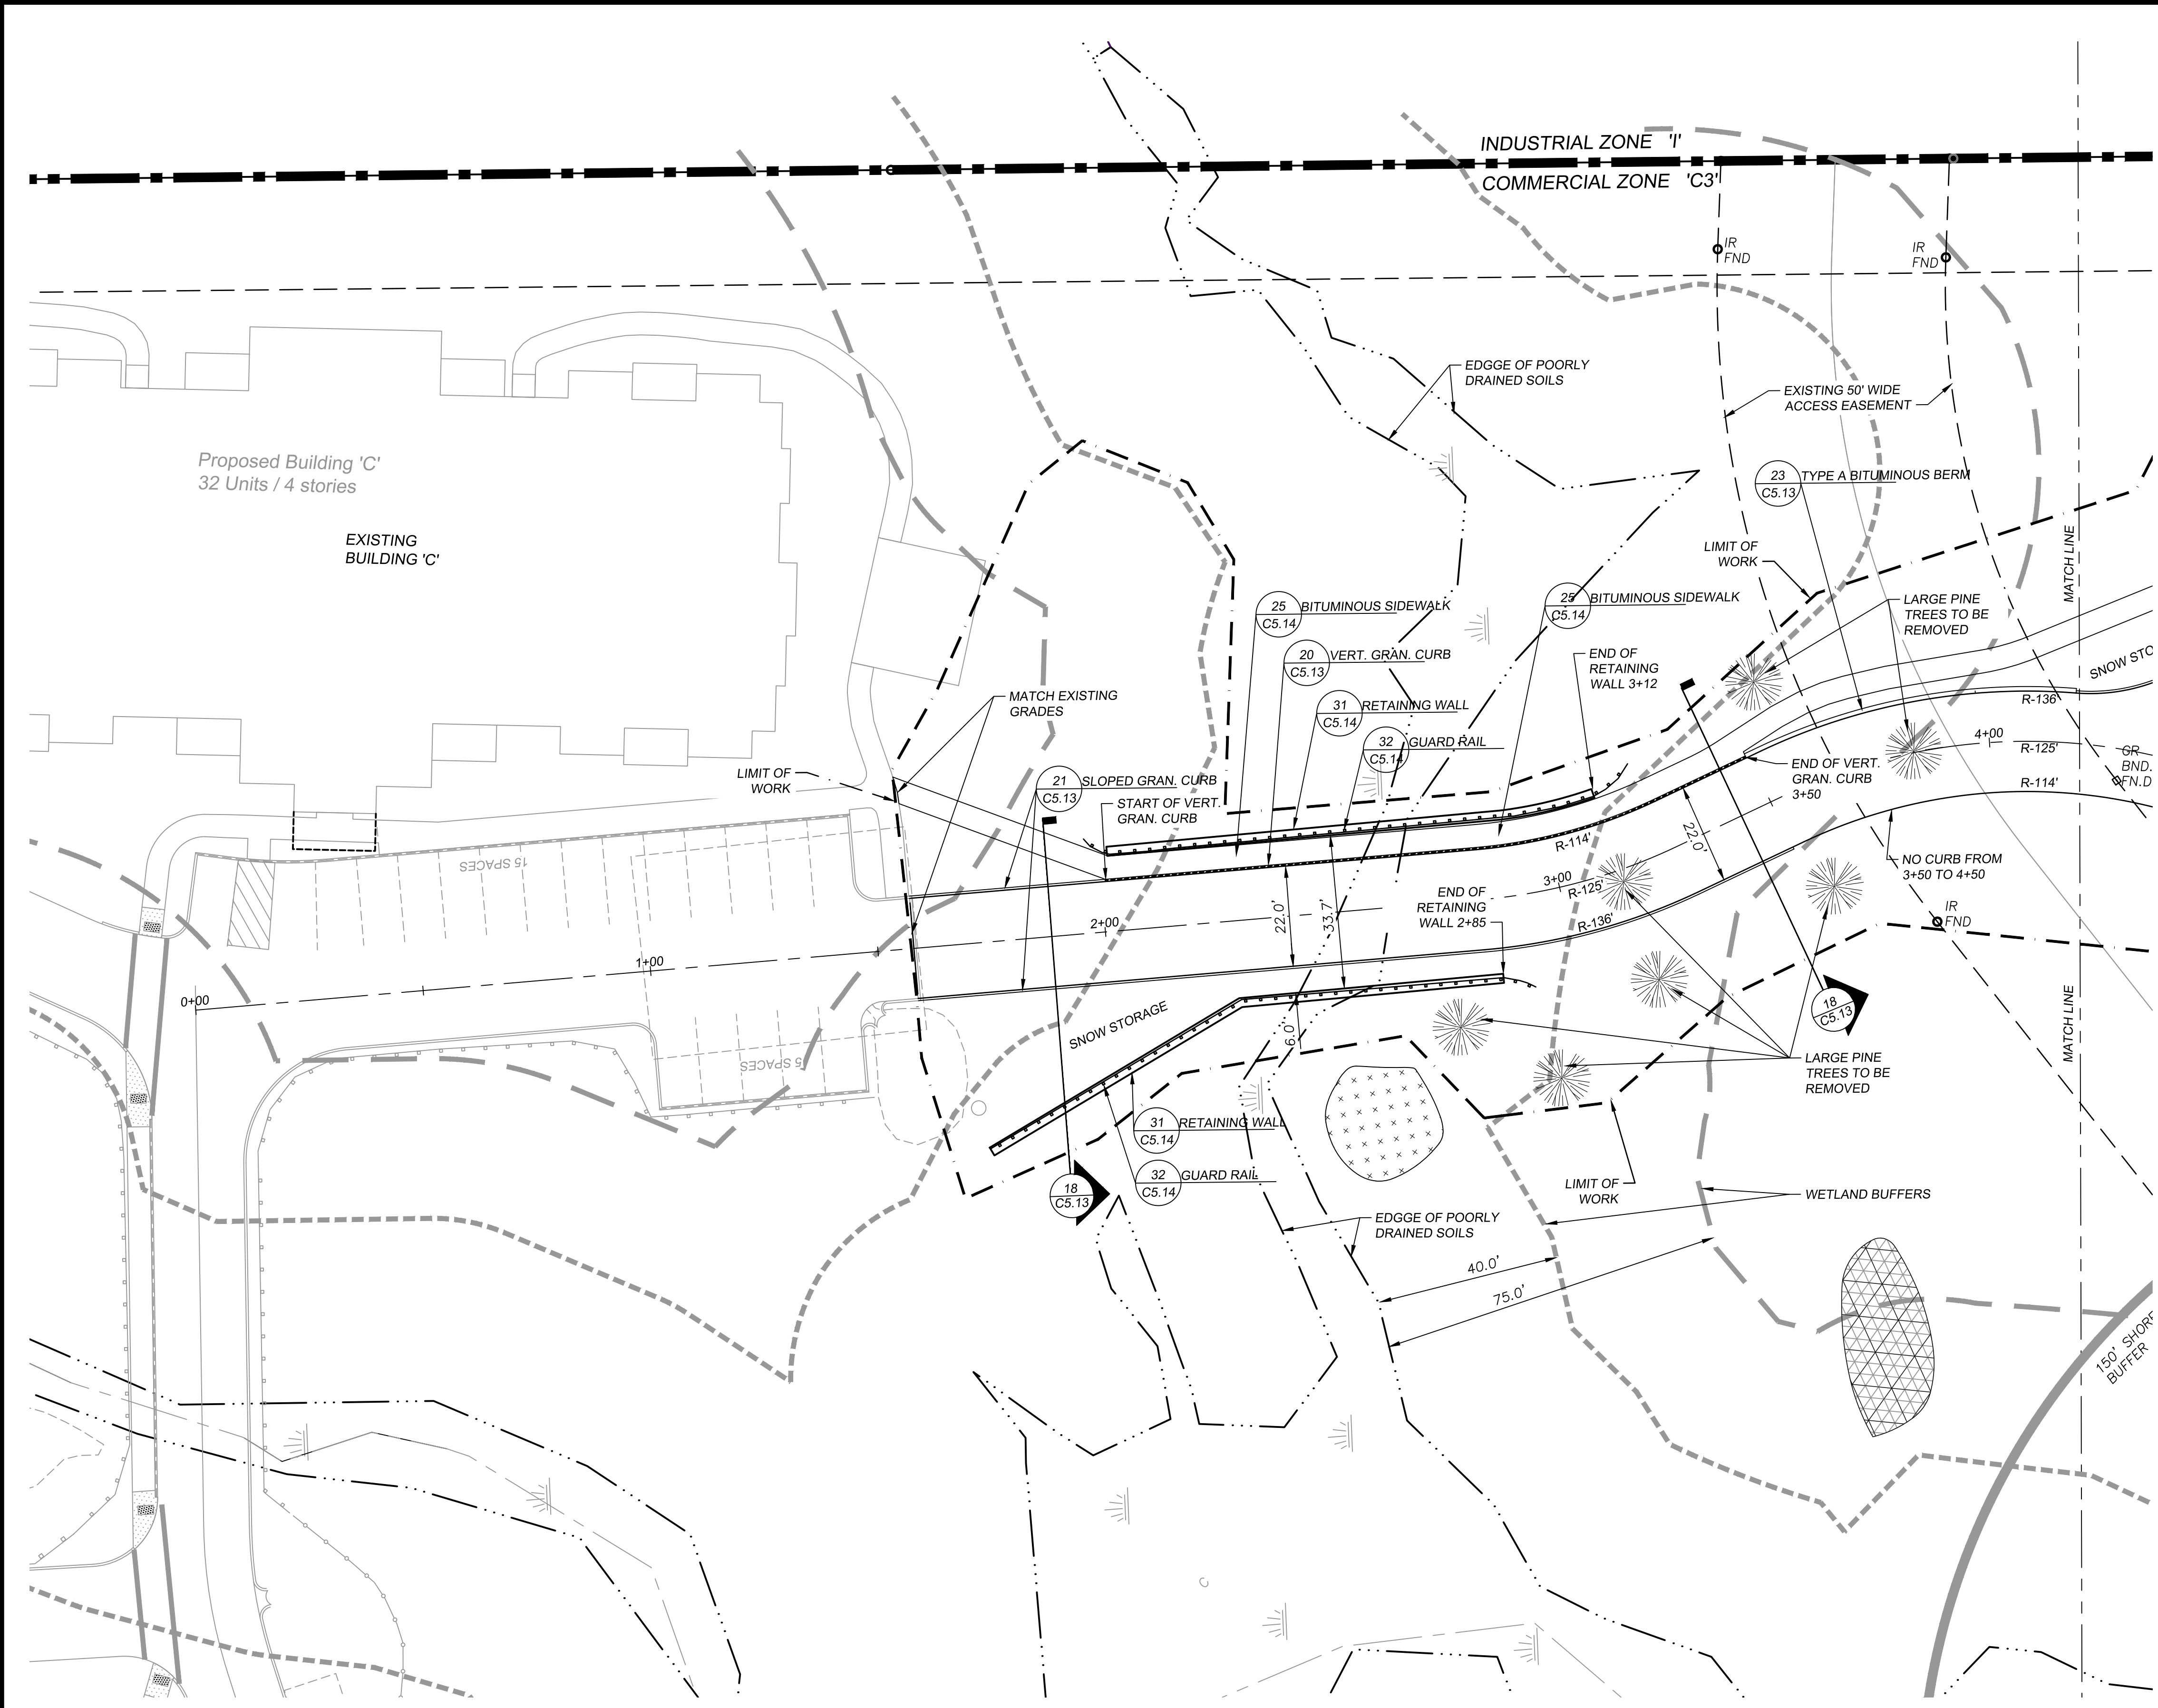 INDUSTRIAL ZONE 'I'
COMMERCIAL ZONE 'C3'
IR
FND
IR
FND
EDGGE OF POORLY
DRAINED SOILS
EXISTING 50' WIDE
ACCESS EASEMENT
Proposed Building 'C'
32 Units / 4 stories
EXISTING
BUILDING 'C'
23
C5.13
TYPE A BITUMINOUS BERM
LIMIT OF
WORK
MATCH LINE
25
C5.14
BITUMINOUS SIDEWALK
25
C5.14
BITUMINOUS SIDEWALK
LARGE PINE
TREES TO BE
REMOVED
20
C5.13
VERT. GRAN. CURB
END OF
RETAINING
WALL 3+12
SNOW STO
MATCH EXISTING
GRADES
31
C5.14
RETAINING WALL
R-136'
32
C5.14
GUARD RAIL
4+00
R-125'
GR
BND.
FN.D
LIMIT OF
WORK
21
C5.13
SLOPED GRAN. CURB
START OF VERT.
GRAN. CURB
END OF VERT.
GRAN. CURB
3+50
R-114'
R-114'
22.0'
15 SPACES
NO CURB FROM
3+50 TO 4+50
3+00
R-125'
END OF
RETAINING
WALL 2+85
22.0'
33.7'
R-136'
IR
FND
2+00
1+00
0+00
SNOW STORAGE
6.0'
18
C5.13
MATCH LINE
5 SPACES
LARGE PINE
TREES TO BE
REMOVED
31
C5.14
RETAINING WALL
32
C5.14
GUARD RAIL
18
C5.13
LIMIT OF
WORK
WETLAND BUFFERS
EDGGE OF POORLY
DRAINED SOILS
40.0'
75.0'
150' SHORE
BUFFER
C